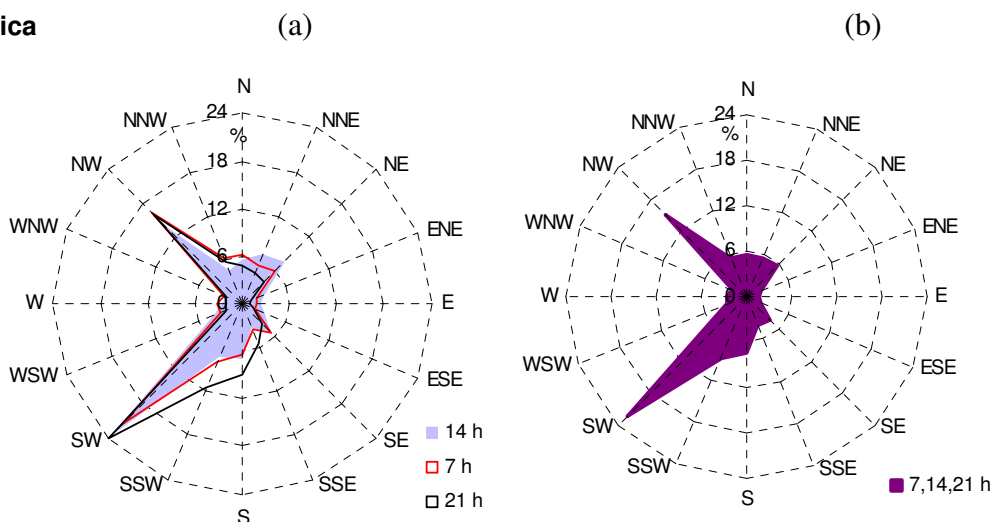 ica (a) (b)
N N
NNW 24 NNE NNW 24 NNE
% %
NW 18 NE NW 18 NE
12 12
WNW ENE WNW ENE
6 6
W 0 E W 0 E
WSW ESE WSW ESE
SW SE SW SE
14 h
SSW SSE SSW SSE
7 h
7,14,21 h
21 h
S S